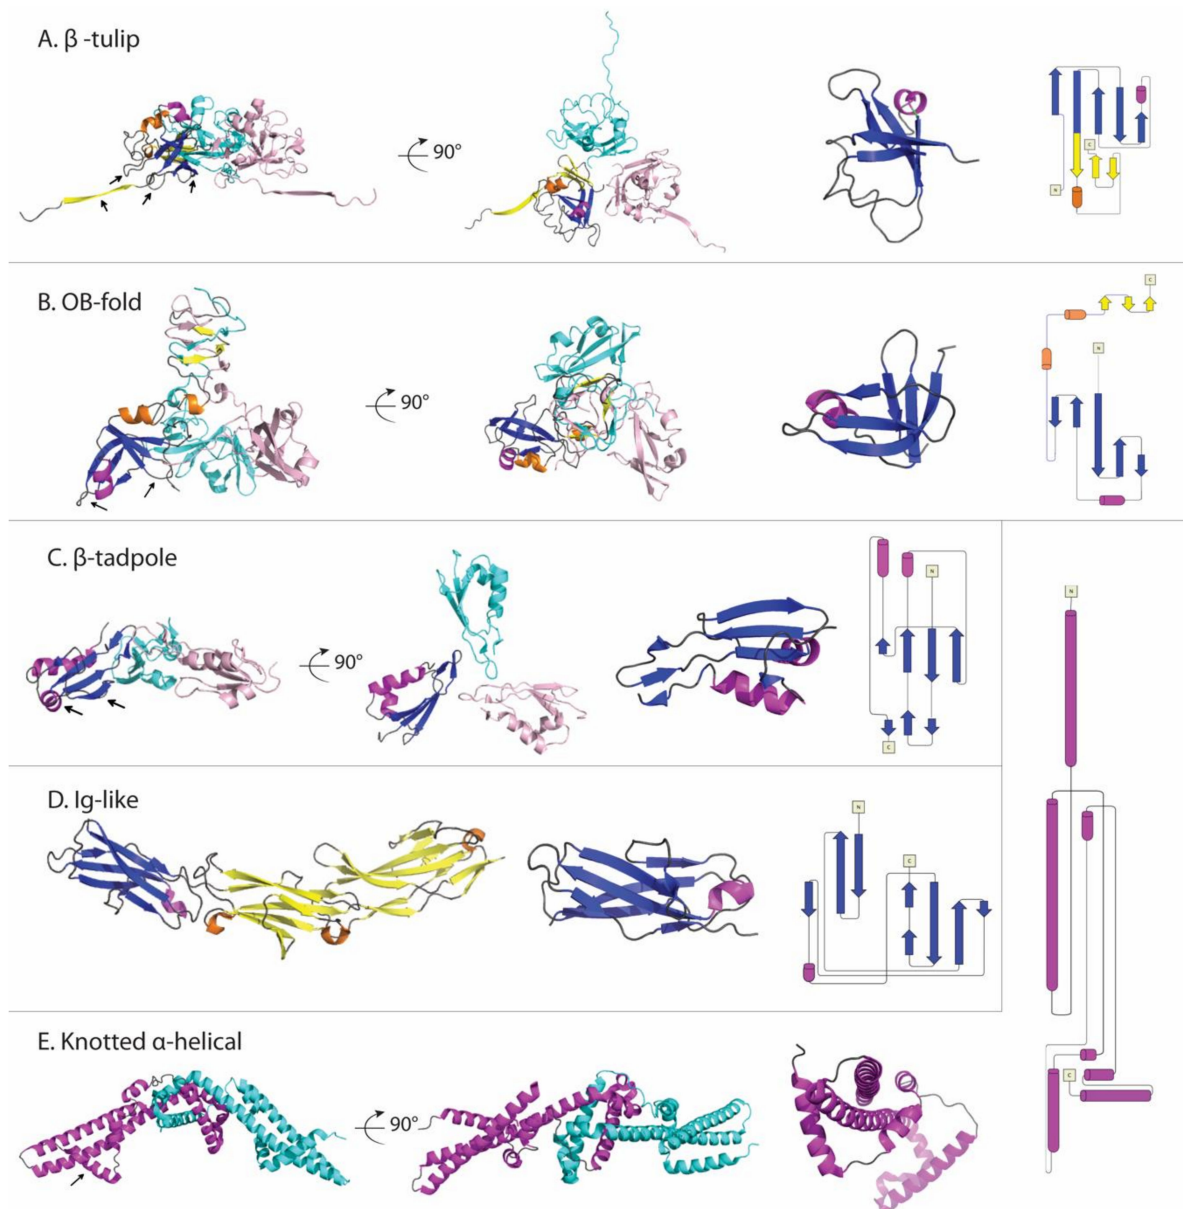 A. β -tulip
90°
C
N
B. OB-fold
90°
C
N
C. β-tadpole
90°
N
C
N
D. Ig-like
N
C
E. Knotted α-helical
90°
C